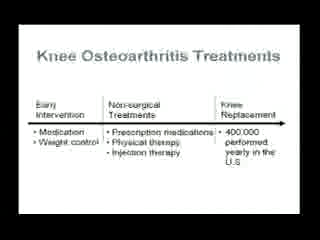 Knee Osteoarthritis Treatments
Early
Intervention
• Medication
• Weight control
Non-surgical
Treatments
• Prescription medications
• Physical therapy
• Injection therapy
Knee
Replacement
• 400,000
performed
yearly in the
U.S